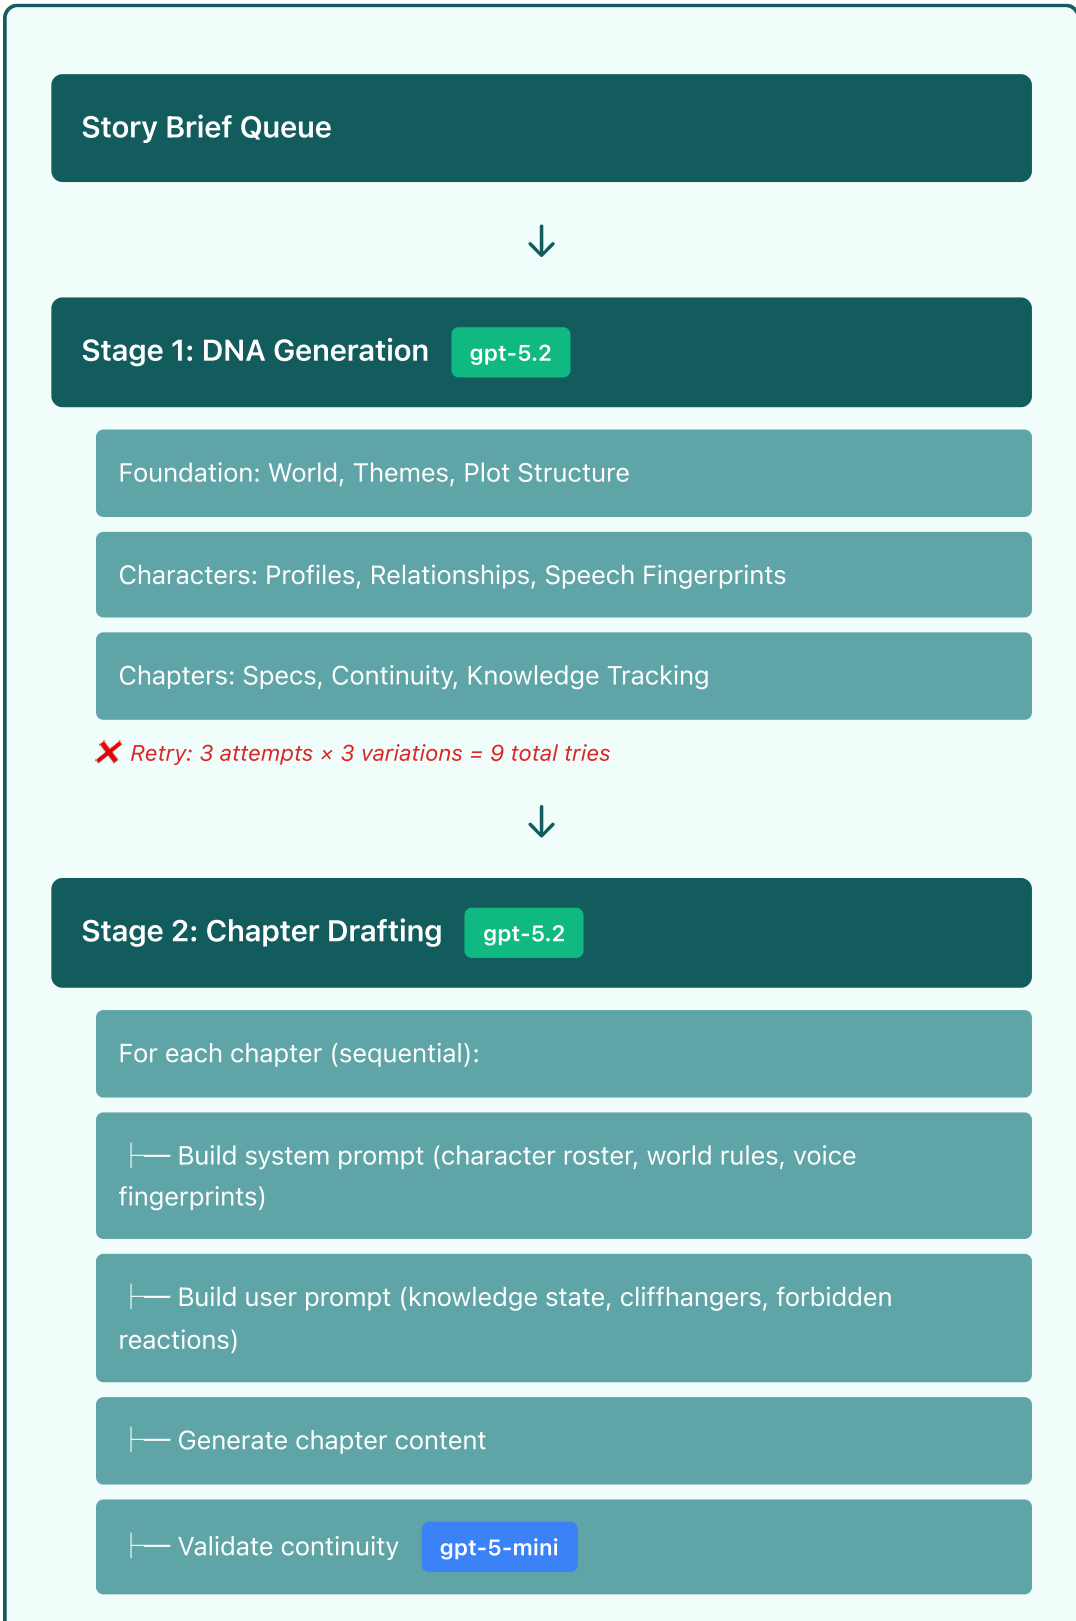 Story Brief Queue
↓
Stage 1: DNA Generation gpt-5.2
Foundation: World, Themes, Plot Structure
Characters: Profiles, Relationships, Speech Fingerprints
Chapters: Specs, Continuity, Knowledge Tracking
❌ Retry: 3 attempts × 3 variations = 9 total tries
↓
Stage 2: Chapter Drafting gpt-5.2
For each chapter (sequential):
├── Build system prompt (character roster, world rules, voice
fingerprints)
├── Build user prompt (knowledge state, cliffhangers, forbidden
reactions)
├── Generate chapter content
├── Validate continuity gpt-5-mini